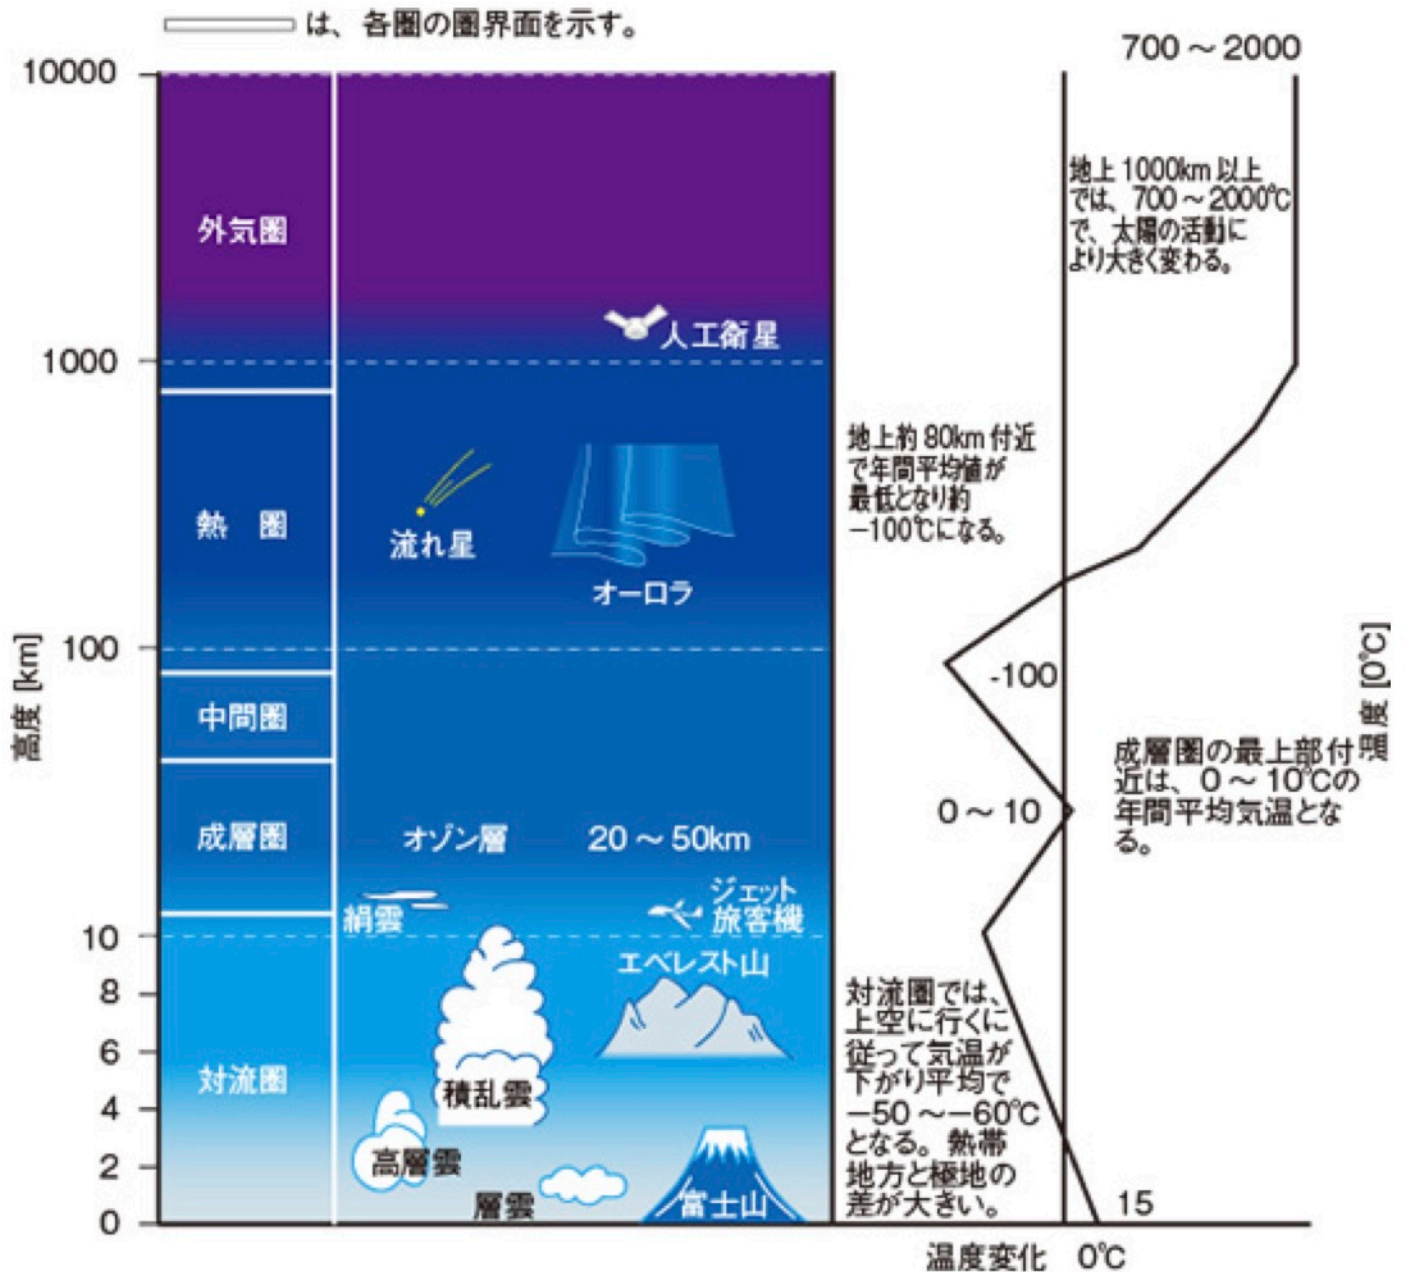 は、各圏の圏界面を示す。
700～2000
10000
地上1000km以上
では、700～2000℃
で、太陽の活動に
より大きく変わる。
外気圏
人工衛星
1000
地上約80km付近
で年間平均値が
最低となり約
－100℃になる。
熱　圏
流れ星
オーロラ
高度 [km]
100
-100
温度 [0℃]
中間圏
成層圏の最上部付
近は、0～10℃の
年間平均気温とな
る。
0～10
成層圏
オゾン層
20～50km
ジェット
旅客機
絹雲
10
エベレスト山
8
対流圏では、
上空に行くに
従って気温が
下がり平均で
－50～－60℃
となる。熱帯
地方と極地の
差が大きい。
6
対流圏
積乱雲
4
高層雲
2
層雲
富士山
15
0
温度変化
0℃